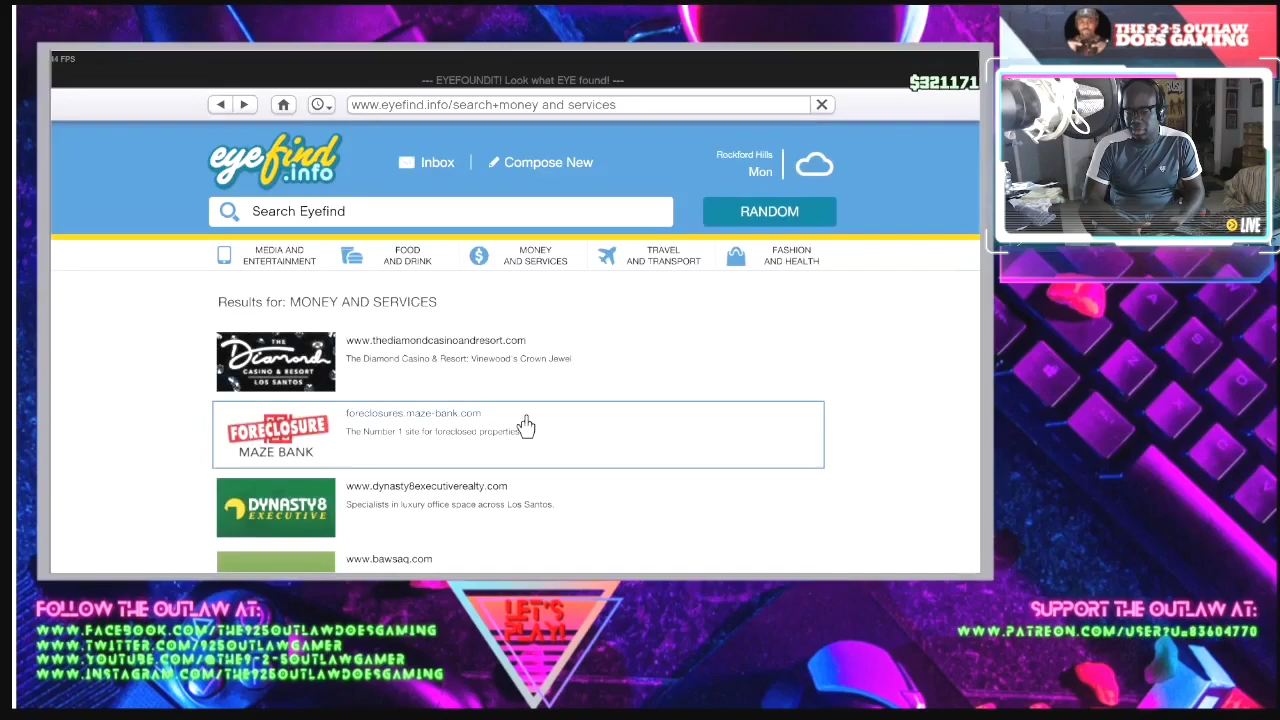 44 FPS
--- EYEFOUNDIT! Look what EYE found! ---
$321171
www.eyefind.info/search+money and services
eyefind
.info
Inbox
Compose New
Rockford Hills
Mon
Search Eyefind
RANDOM
MEDIA AND
ENTERTAINMENT
FOOD
AND DRINK
MONEY
AND SERVICES
TRAVEL
AND TRANSPORT
FASHION
AND HEALTH
Results for: MONEY AND SERVICES
THE
Diamond
CASINO & RESORT
LOS SANTOS
www.thediamondcasinoandresort.com
The Diamond Casino & Resort: Vinewood's Crown Jewel
FORECLOSURE
MAZE BANK
foreclosures.maze-bank.com
The Number 1 site for foreclosed properties
DYNASTY8
EXECUTIVE
www.dynasty8executiverealty.com
Specialists in luxury office space across Los Santos.
www.bawsaq.com
THE 9-2-5 OUTLAW
DOES GAMING
LIVE
FOLLOW THE OUTLAW AT:
WWW.FACEBOOK.COM/THE925OUTLAWDOESGAMING
WWW.TWITTER.COM/925OUTLAWGAMER
WWW.YOUTUBE.COM/@THE9-2-5OUTLAWGAMER
WWW.INSTAGRAM.COM/THE925OUTLAWDOESGAMING
LET'S
PLAY!
SUPPORT THE OUTLAW AT:
WWW.PATREON.COM/USER?U=83604770